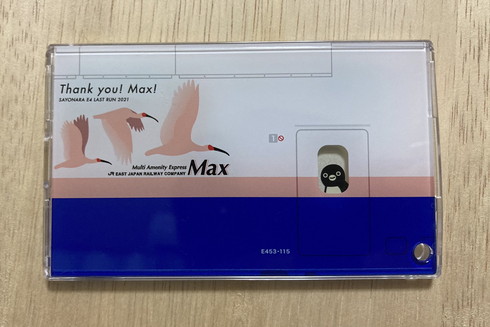 Thank you! Max!
SAYONARA E4 LAST RUN 2021
Multi Amenity Express
JR EAST JAPAN RAILWAY COMPANY
Max
1
E453-115